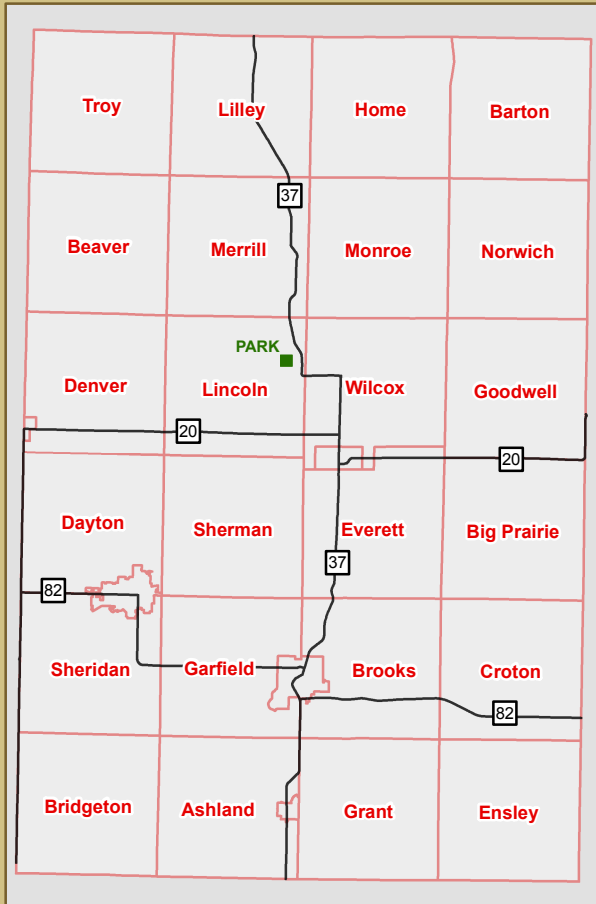 Troy
Lilley
Home
Barton
37
Beaver
Merrill
Monroe
Norwich
PARK
Denver
Lincoln
Wilcox
Goodwell
20
20
Dayton
Sherman
Everett
Big Prairie
37
82
Sheridan
Garfield
Brooks
Croton
82
Bridgeton
Ashland
Grant
Ensley